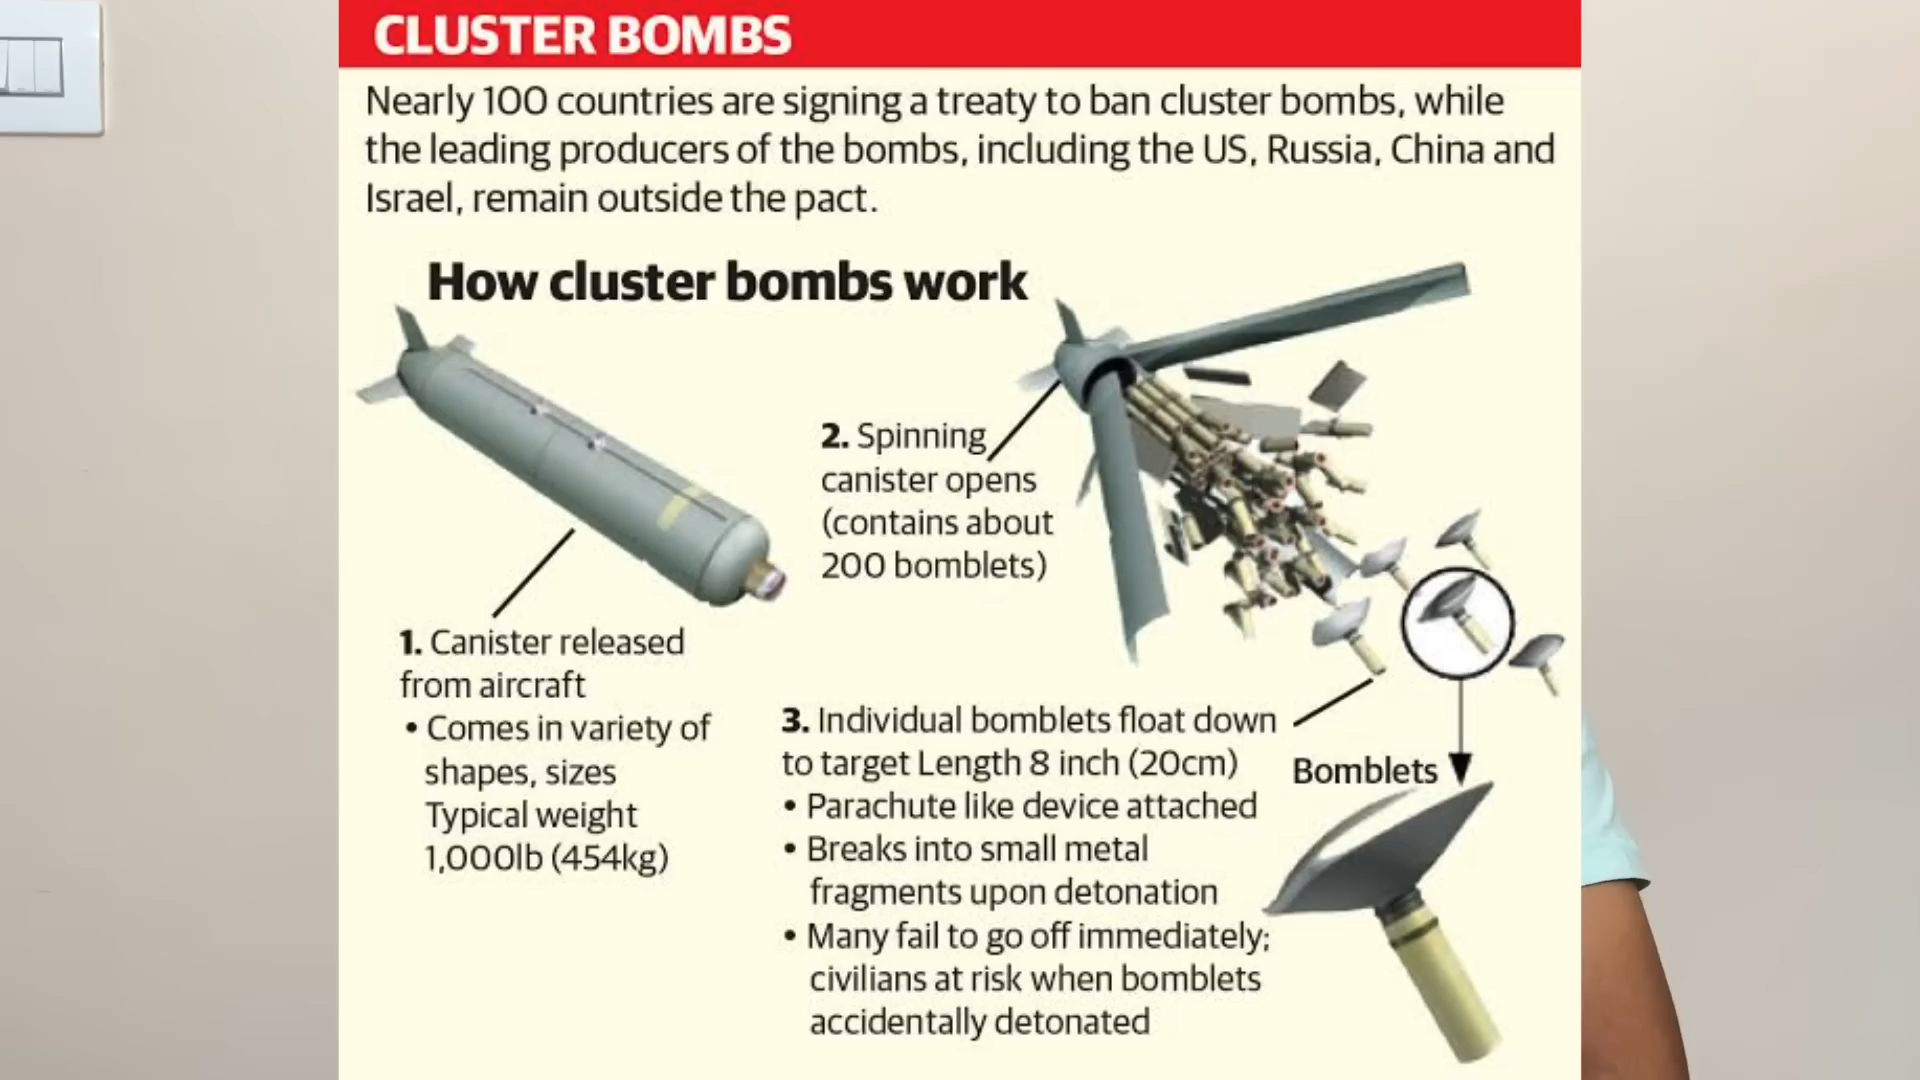 CLUSTER BOMBS
Nearly 100 countries are signing a treaty to ban cluster bombs, while
the leading producers of the bombs, including the US, Russia, China and
Israel, remain outside the pact.
How cluster bombs work
1. Canister released
from aircraft
• Comes in variety of
shapes, sizes
Typical weight
1,000lb (454kg)
2. Spinning
canister opens
(contains about
200 bomblets)
3. Individual bomblets float down
to target Length 8 inch (20cm)
• Parachute like device attached
• Breaks into small metal
fragments upon detonation
• Many fail to go off immediately;
civilians at risk when bomblets
accidentally detonated
Bomblets